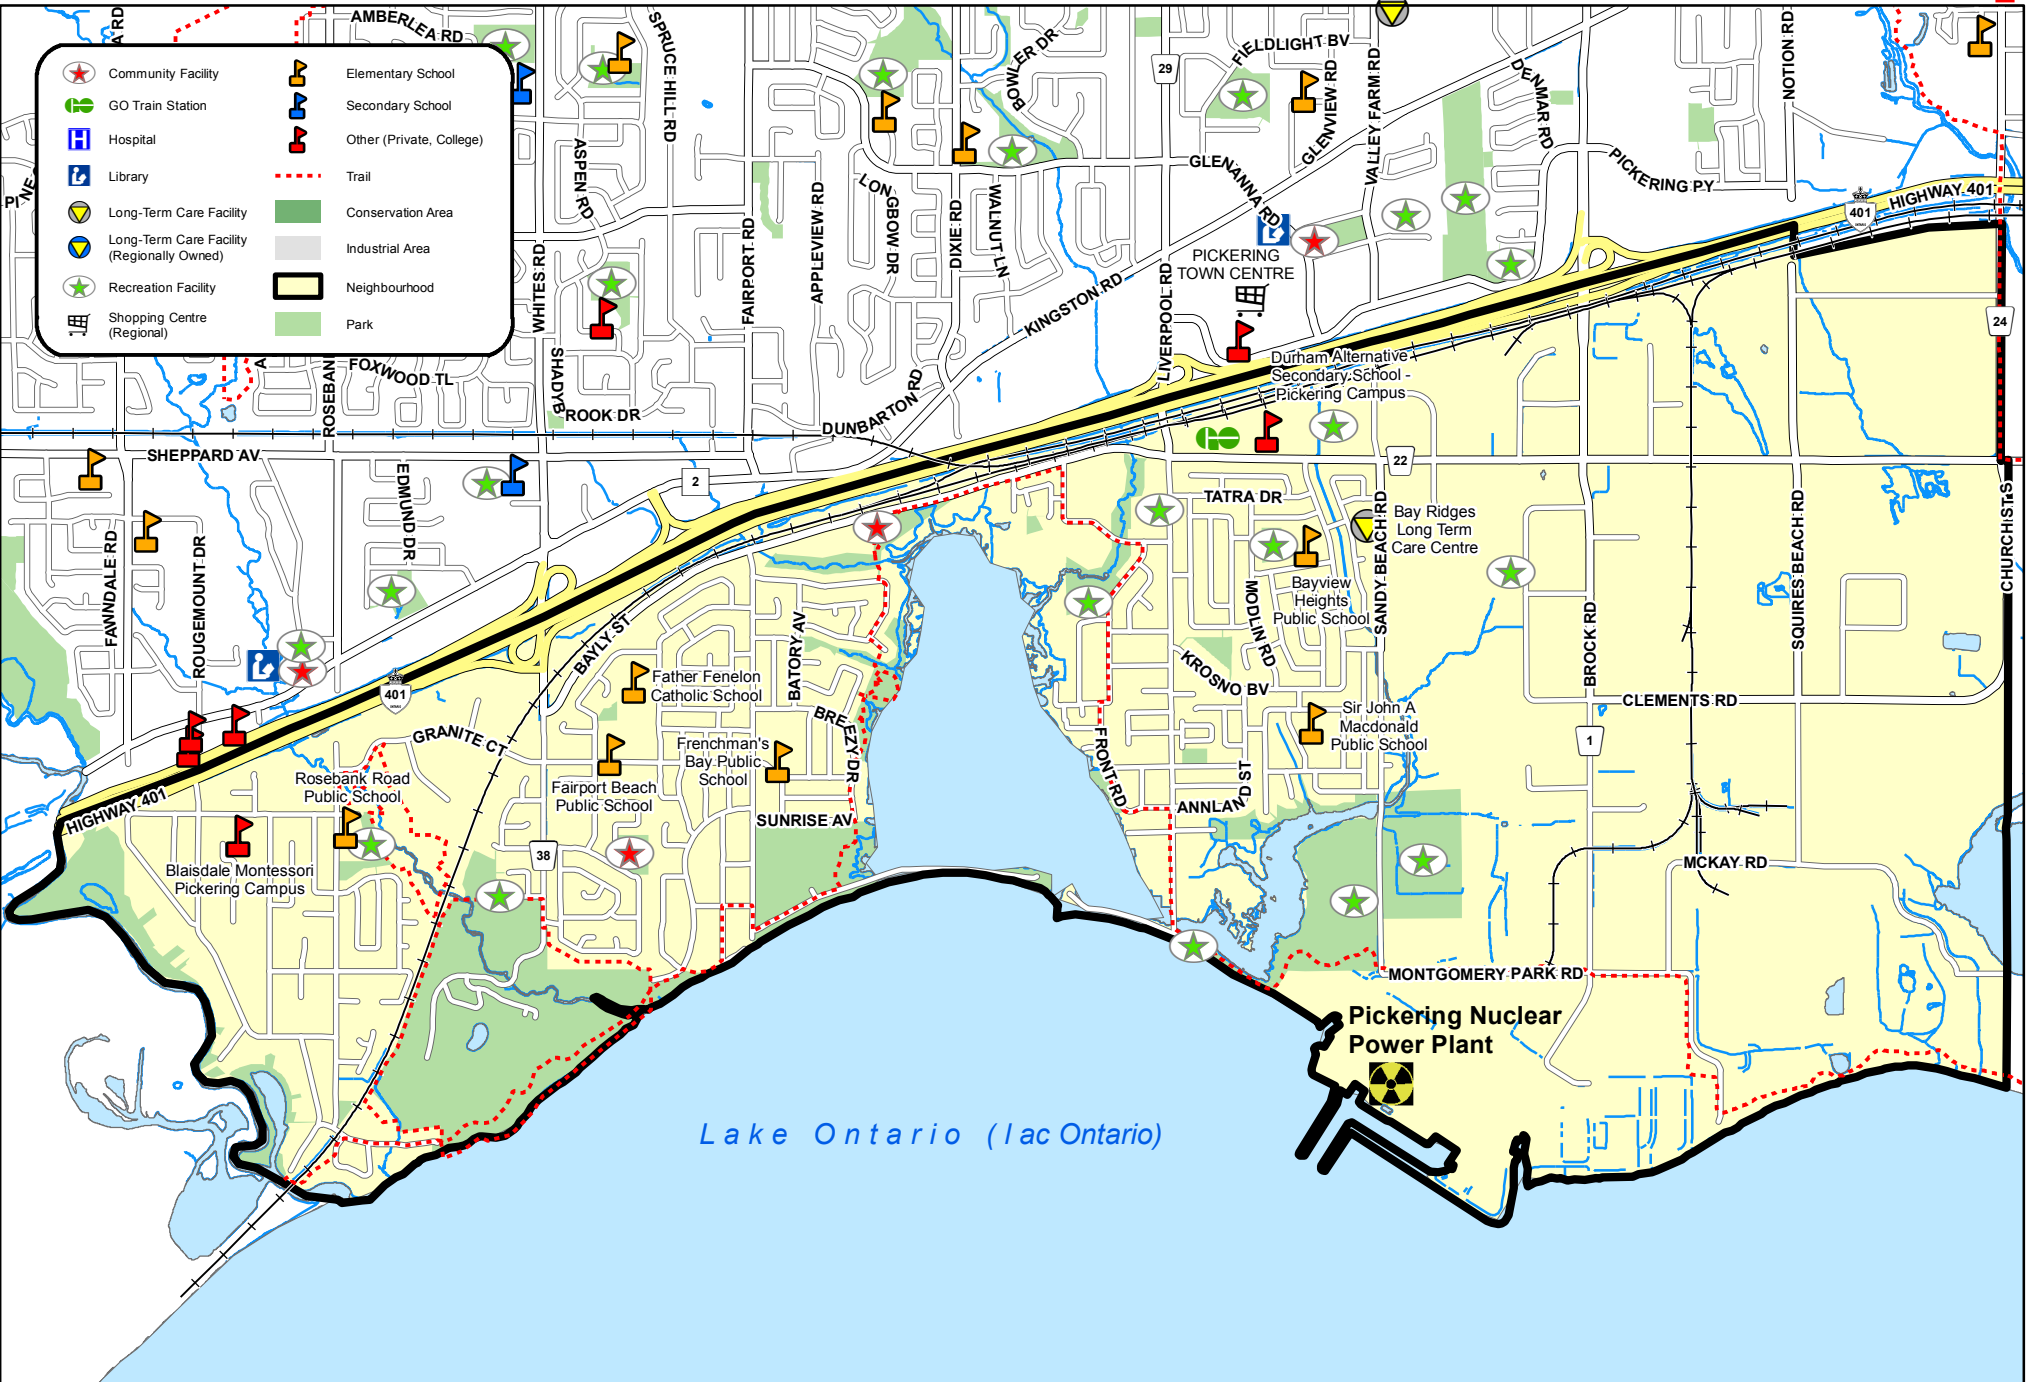 AMBERLEA RD
SPRUCE HILL RD
BOWLER DR
29
FIELDLIGHT BV
GLENVIEW RD
VALLEY FARM RD
DENMAR RD
NOTION RD
Community Facility
GO Train Station
H
Hospital
Library
Long-Term Care Facility
Long-Term Care Facility
(Regionally Owned)
Recreation Facility
Shopping Centre
(Regional)
Elementary School
Secondary School
Other (Private, College)
Trail
Conservation Area
Industrial Area
Neighbourhood
Park
ASPEN RD
WHITES RD
FAIRPORT RD
APPLEVIEW RD
LONGBOW DR
DIXIE RD
WALNUT LN
GLENANNA RD
PICKERING PY
HIGHWAY 401
401
PICKERING
TOWN CENTRE
KINGSTON RD
LIVERPOOL RD
24
FOXWOOD TL
SHADYBROOK DR
DUNBARTON RD
Durham Alternative
Secondary School -
Pickering Campus
GO
SHEPPARD AV
ROSEBAN
EDMUND DR
2
22
TATRA DR
Bay Ridges
Long Term
Care Centre
SANDY BEACH RD
SQUIRES BEACH RD
CHURCH ST S
FAWNDALE RD
ROUGEMOUNT DR
BAYLY ST
BATORY AV
Bayview
Heights
Public School
MODLIN RD
BROCK RD
401
Father Fenelon
Catholic School
KROSNO BV
CLEMENTS RD
GRANITE CT
BREEZY DR
Frenchman's
Bay Public
School
FRONT RD
Sir John A
Macdonald
Public School
1
Rosebank Road
Public School
Fairport Beach
Public School
HIGHWAY 401
SUNRISE AV
ANNLAND ST
38
Blaisdale Montessori
Pickering Campus
MCKAY RD
MONTGOMERY PARK RD
Pickering Nuclear
Power Plant
Lake Ontario (lac Ontario)